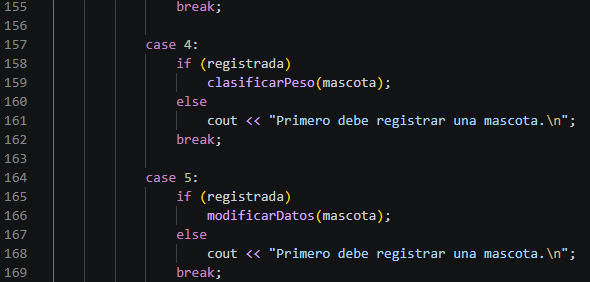 155 break;
156
157 case 4:
158 if (registrada)
159 clasificarPeso(mascota);
160 else
161 cout << "Primero debe registrar una mascota.\n";
162 break;
163
164 case 5:
165 if (registrada)
166 modificarDatos(mascota);
167 else
168 cout << "Primero debe registrar una mascota.\n";
169 break;